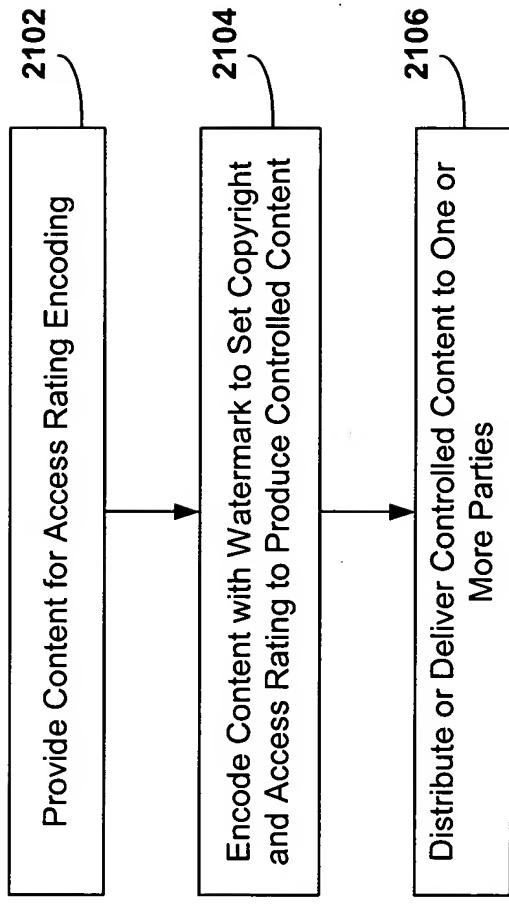 2102
Provide Content for Access Rating Encoding
2104
Encode Content with Watermark to Set Copyright
and Access Rating to Produce Controlled Content
2106
Distribute or Deliver Controlled Content to One or
More Parties